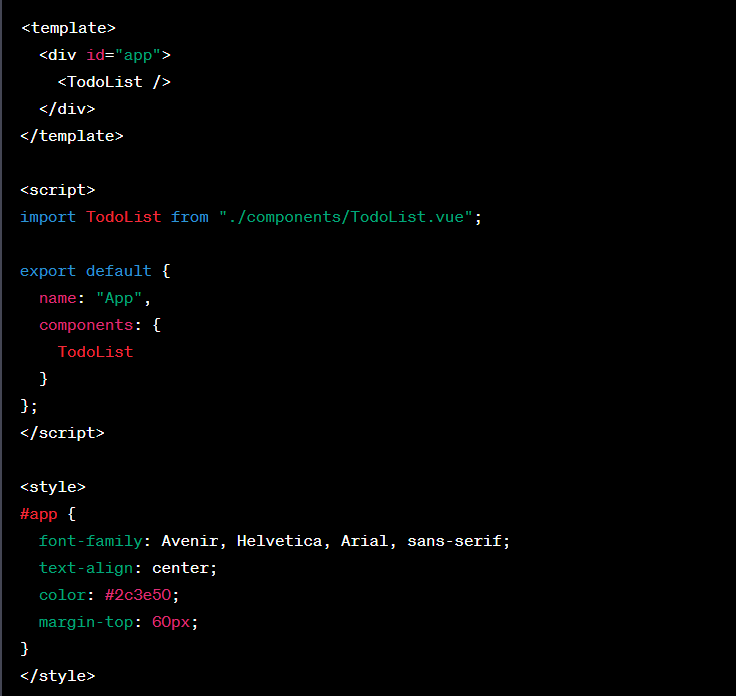 <template>
  <div id="app">
    <TodoList />
  </div>
</template>

<script>
import TodoList from "./components/TodoList.vue";

export default {
  name: "App",
  components: {
    TodoList
  }
};
</script>

<style>
#app {
  font-family: Avenir, Helvetica, Arial, sans-serif;
  text-align: center;
  color: #2c3e50;
  margin-top: 60px;
}
</style>